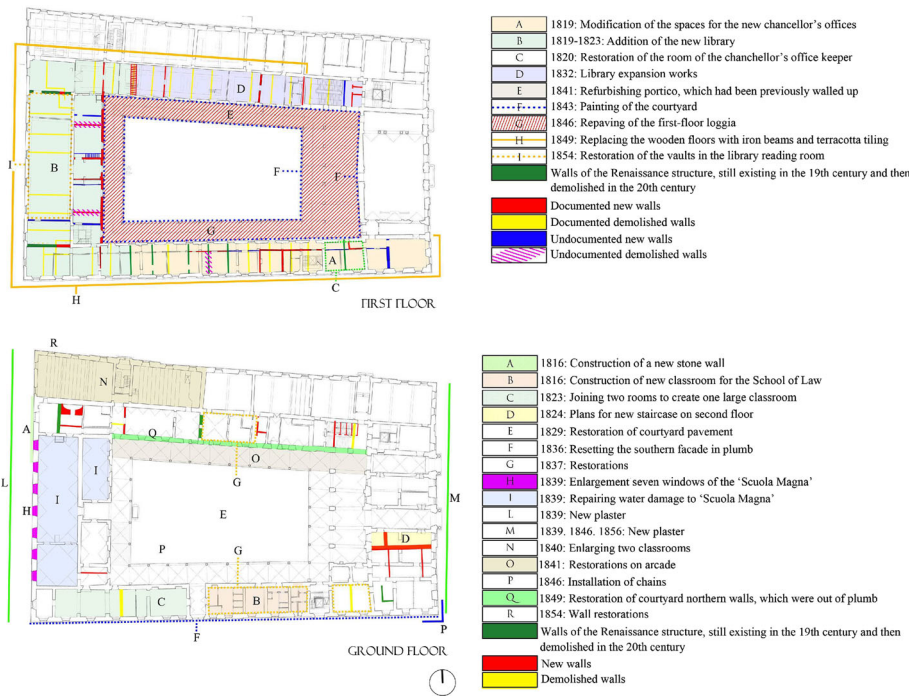 A 1819: Modification of the spaces for the new chancellor's offices
B 1819-1823: Addition of the new library
C 1820: Restoration of the room of the chanchellor's office keeper
D 1832: Library expansion works
E 1841: Refurbishing portico, which had been previously walled up
F 1843: Painting of the courtyard
G 1846: Repaving of the first-floor loggia
H 1849: Replacing the wooden floors with iron beams and terracotta tiling
I 1854: Restoration of the vaults in the library reading room
Walls of the Renaissance structure, still existing in the 19th century and then
demolished in the 20th century
Documented new walls
Documented demolished walls
Undocumented new walls
Undocumented demolished walls
D
E
I
B
F
F
G
A
C
H
FIRST FLOOR
A 1816: Construction of a new stone wall
B 1816: Construction of new classroom for the School of Law
C 1823: Joining two rooms to create one large classroom
D 1824: Plans for new staircase on second floor
E 1829: Restoration of courtyard pavement
F 1836: Resetting the southern facade in plumb
G 1837: Restorations
H 1839: Enlargement seven windows of the 'Scuola Magna'
I 1839: Repairing water damage to 'Scuola Magna'
L 1839: New plaster
M 1839. 1846. 1856: New plaster
N 1840: Enlarging two classrooms
O 1841: Restorations on arcade
P 1846: Installation of chains
Q 1849: Restoration of courtyard northern walls, which were out of plumb
R 1854: Wall restorations
Walls of the Renaissance structure, still existing in the 19th century and then
demolished in the 20th century
New walls
Demolished walls
R
N
A
Q
O
I
G
L
I
M
H
E
D
P
G
C
B
F
P
GROUND FLOOR